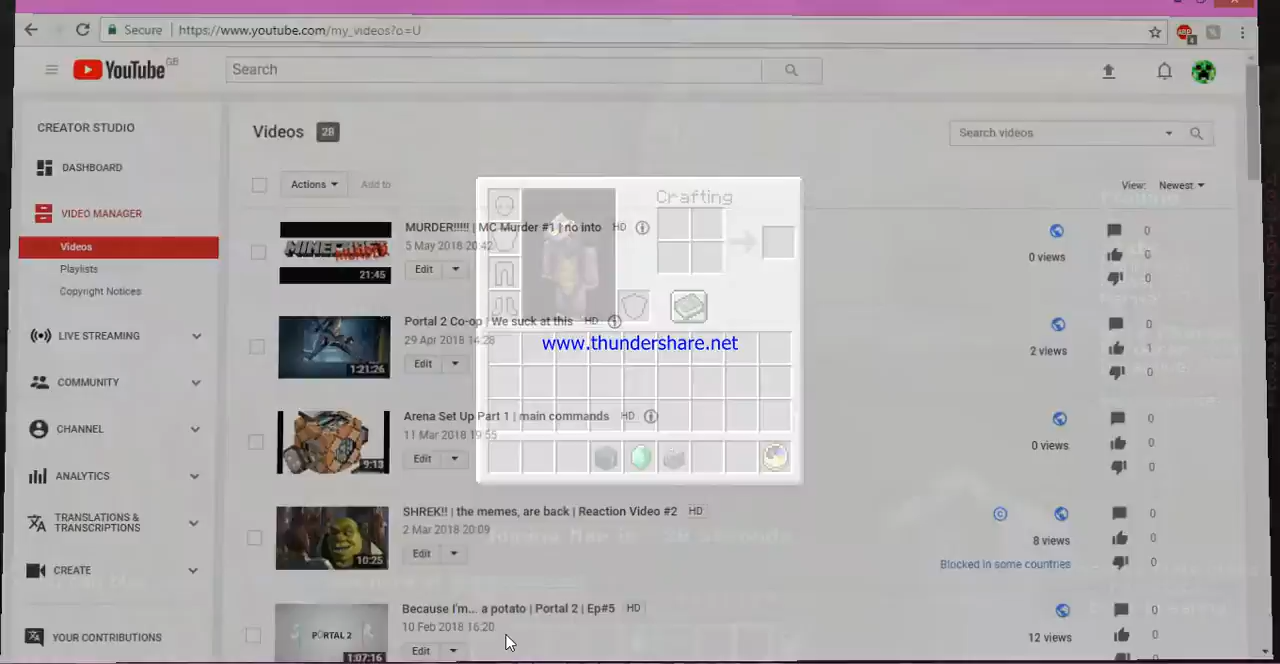 Secure | https://www.youtube.com/my_videos?o=U
YouTube GB
Search
CREATOR STUDIO
Videos 28
Search videos
DASHBOARD
Actions
Add to
View: Newest
Crafting
VIDEO MANAGER
MURDER!!!!! | MC Murder #1 | no into HD
5 May 2018 20:42
Edit
MINECRAFT
MURDER
21:45
0 views
0
0
0
Videos
Playlists
Copyright Notices
Portal 2 Co-op | We suck at this HD
29 Apr 2018 14:28
Edit
1:21:26
2 views
0
1
0
www.thundershare.net
LIVE STREAMING
COMMUNITY
Arena Set Up Part 1 | main commands HD
11 Mar 2018 19:55
Edit
9:13
0 views
0
0
0
CHANNEL
ANALYTICS
SHREK!! | the memes, are back | Reaction Video #2 HD
2 Mar 2018 20:09
Edit
10:25
8 views
Blocked in some countries
0
0
0
TRANSLATIONS &
TRANSCRIPTIONS
CREATE
Because I'm... a potato | Portal 2 | Ep#5 HD
10 Feb 2018 16:20
Edit
PORTAL 2
1:07:16
12 views
0
0
YOUR CONTRIBUTIONS